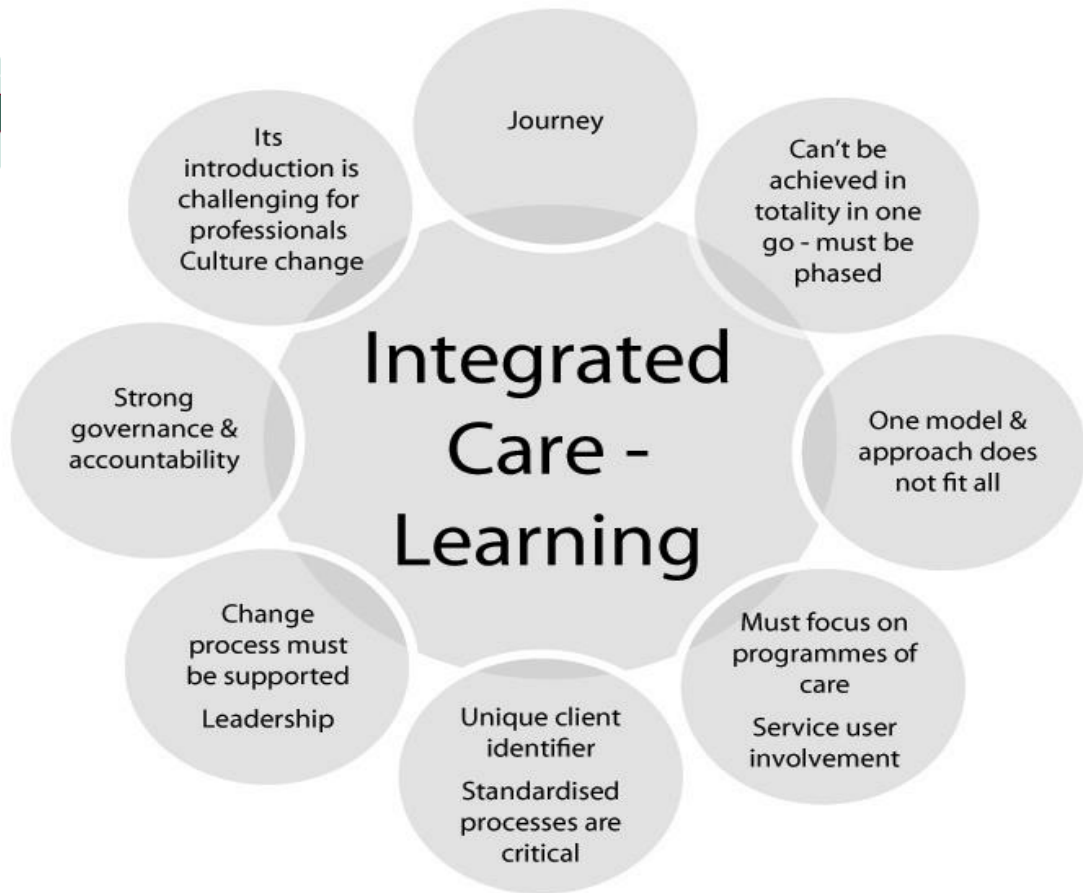 Journey
Can't be
achieved in
totality in one
go - must be
phased
One model &
approach does
not fit all
Must focus on
programmes of
care
Service user
involvement
Unique client
identifier
Standardised
processes are
critical
Change
process must
be supported
Leadership
Strong
governance &
accountability
Its
introduction is
challenging for
professionals
Culture change
Integrated
Care -
Learning